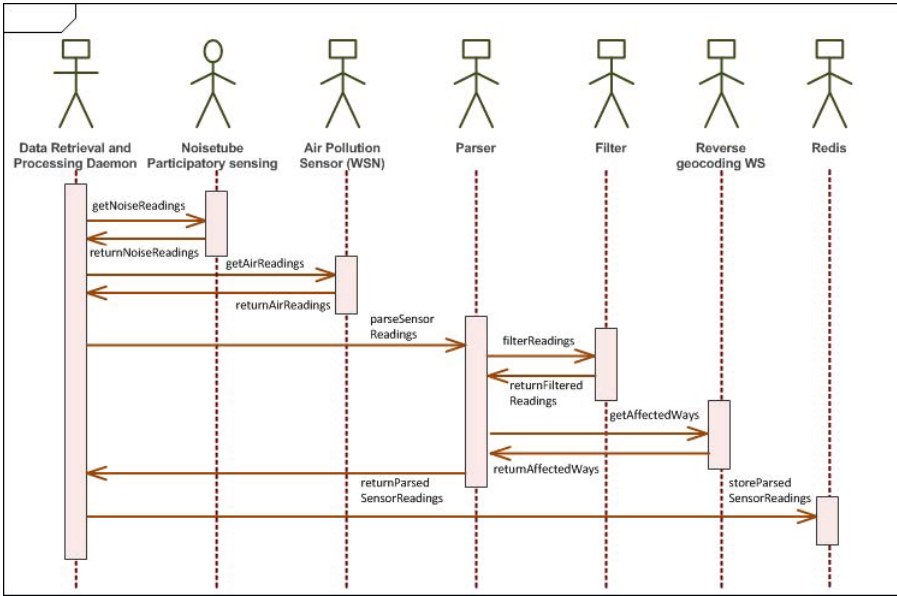 Data Retrieval and
Processing Daemon
Noisetube
Participatory sensing
Air Pollution
Sensor (WSN)
Parser
Filter
Reverse
geocoding WS
Redis
getNoiseReadings
returnNoiseReadings
getAirReadings
returnAirReadings
parseSensor
Readings
filterReadings
returnFiltered
Readings
getAffectedWays
returnAffectedWays
returnParsed
SensorReadings
storeParsed
SensorReadings